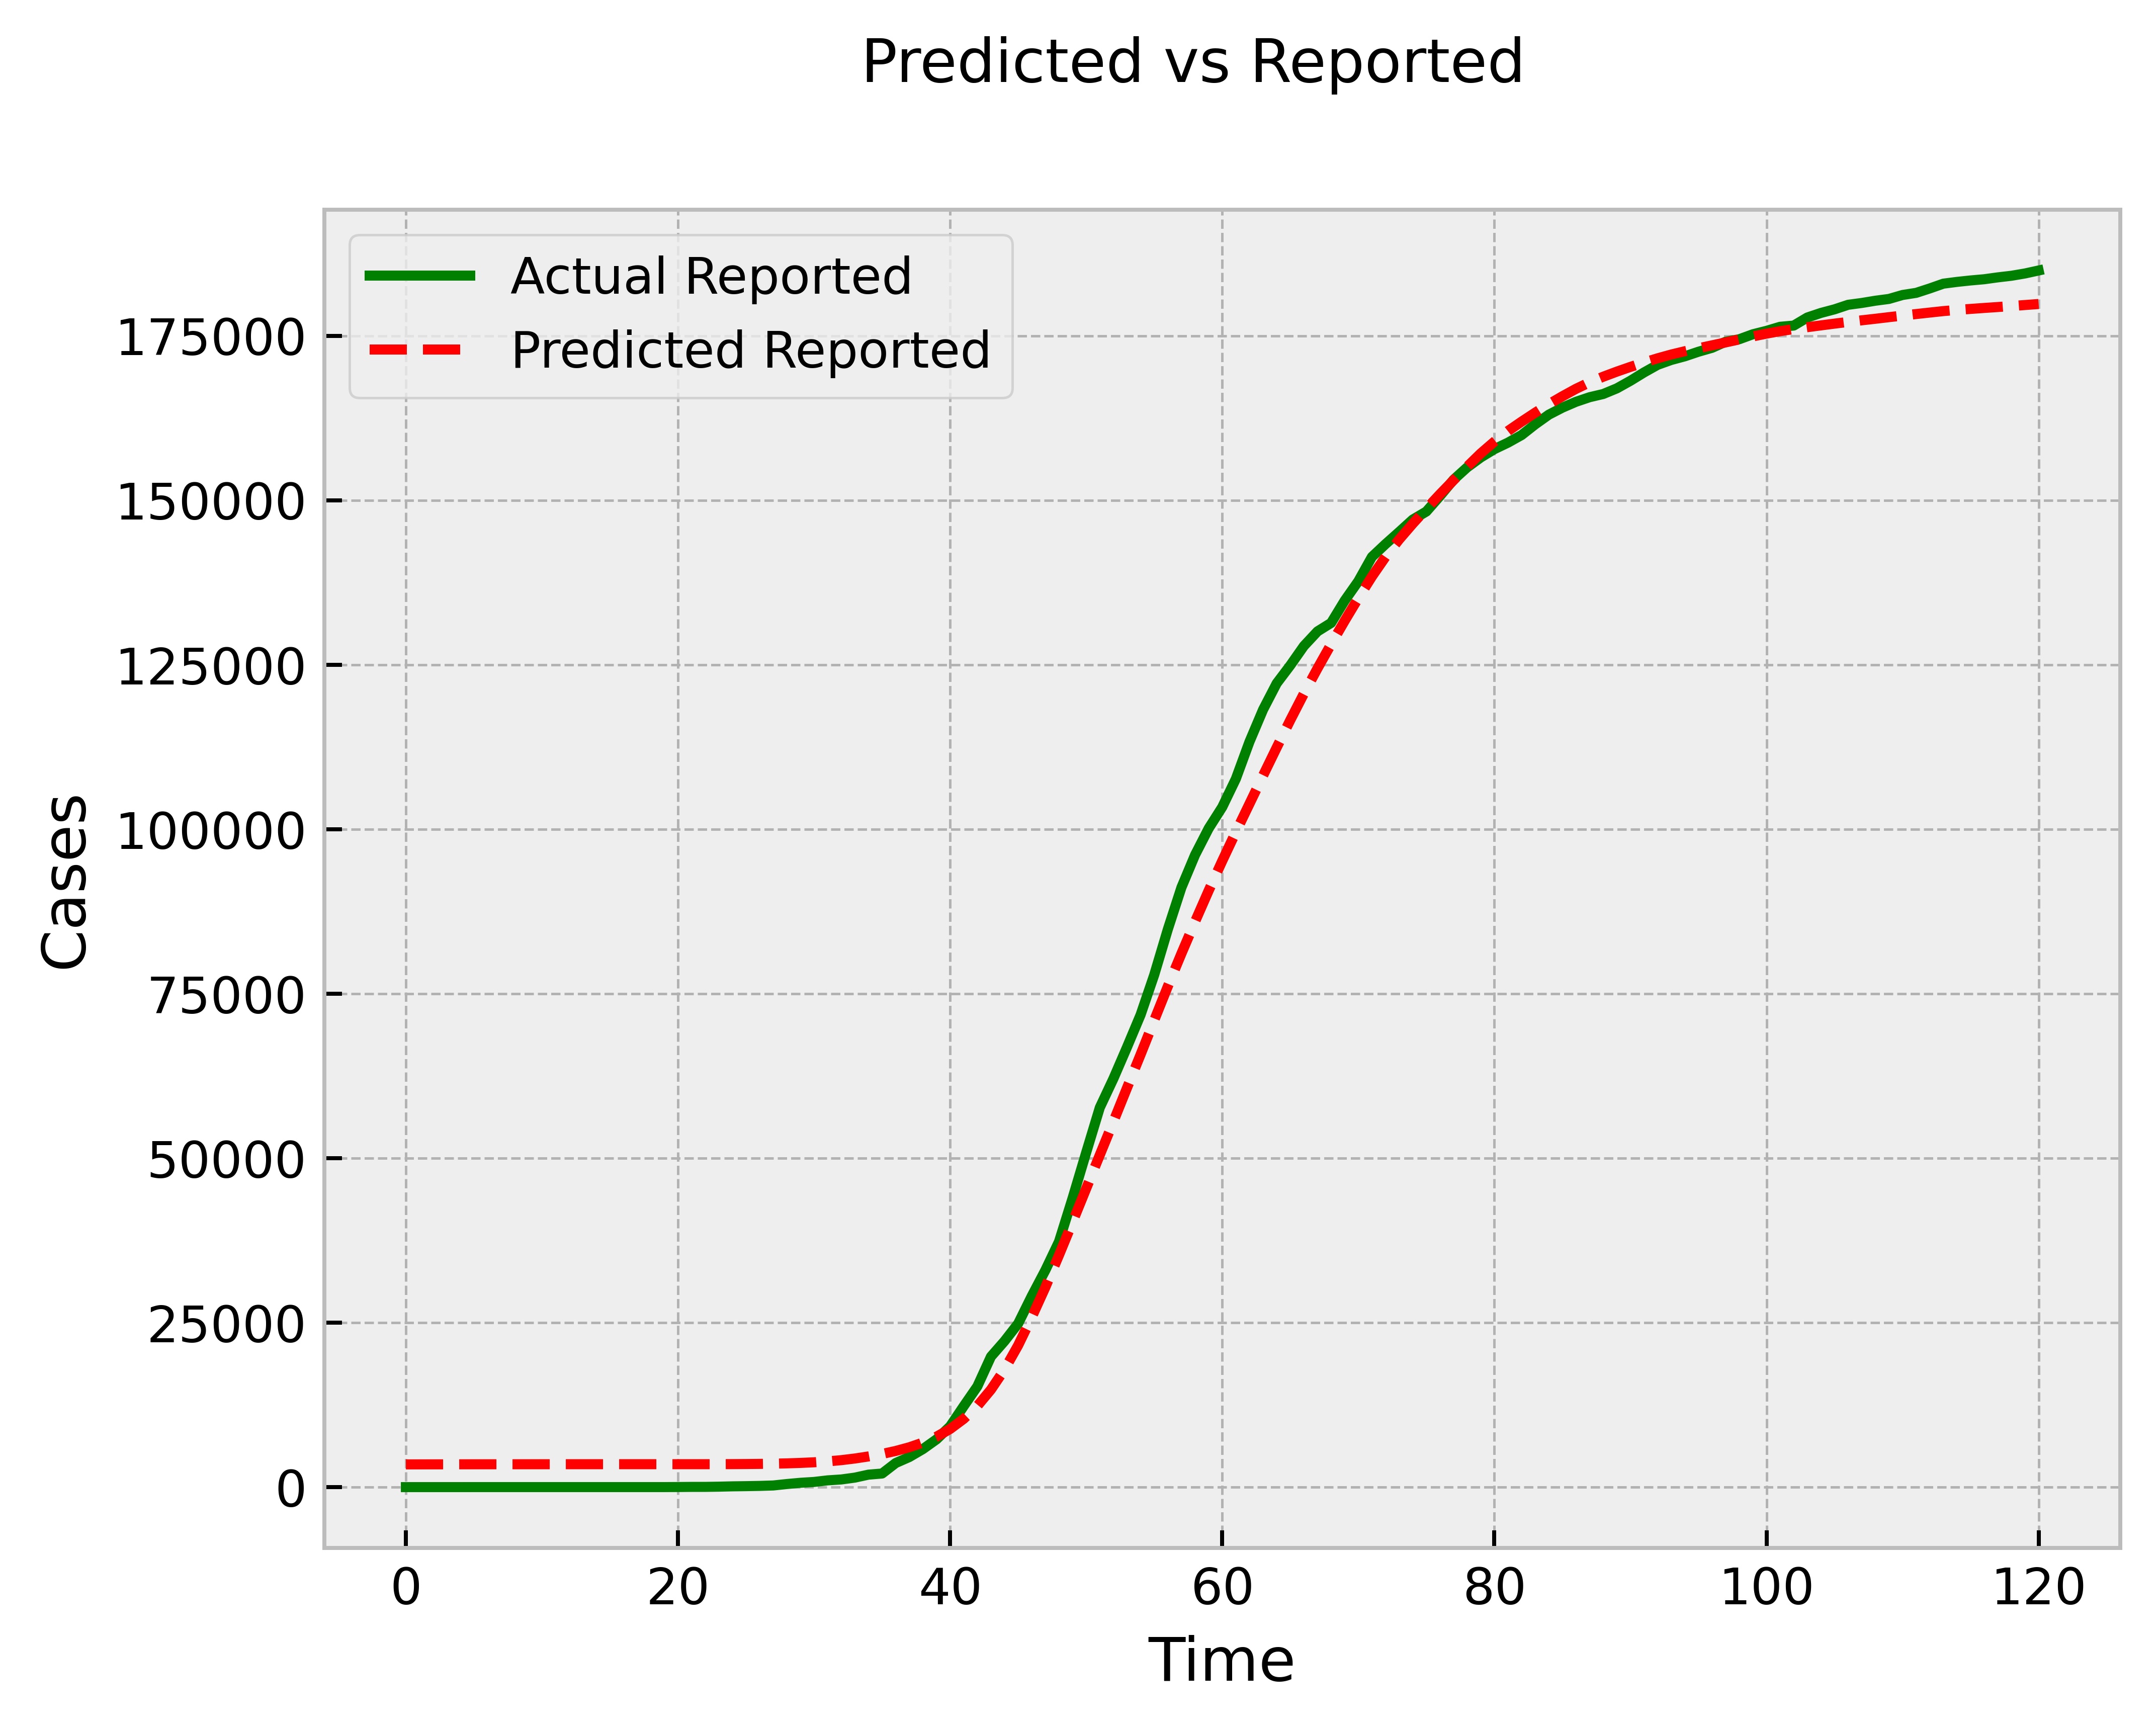 Predicted vs Reported
Actual Reported
Predicted Reported
175000
150000
125000
100000
75000
50000
25000
0
Cases
0 20 40 60 80 100 120
Time